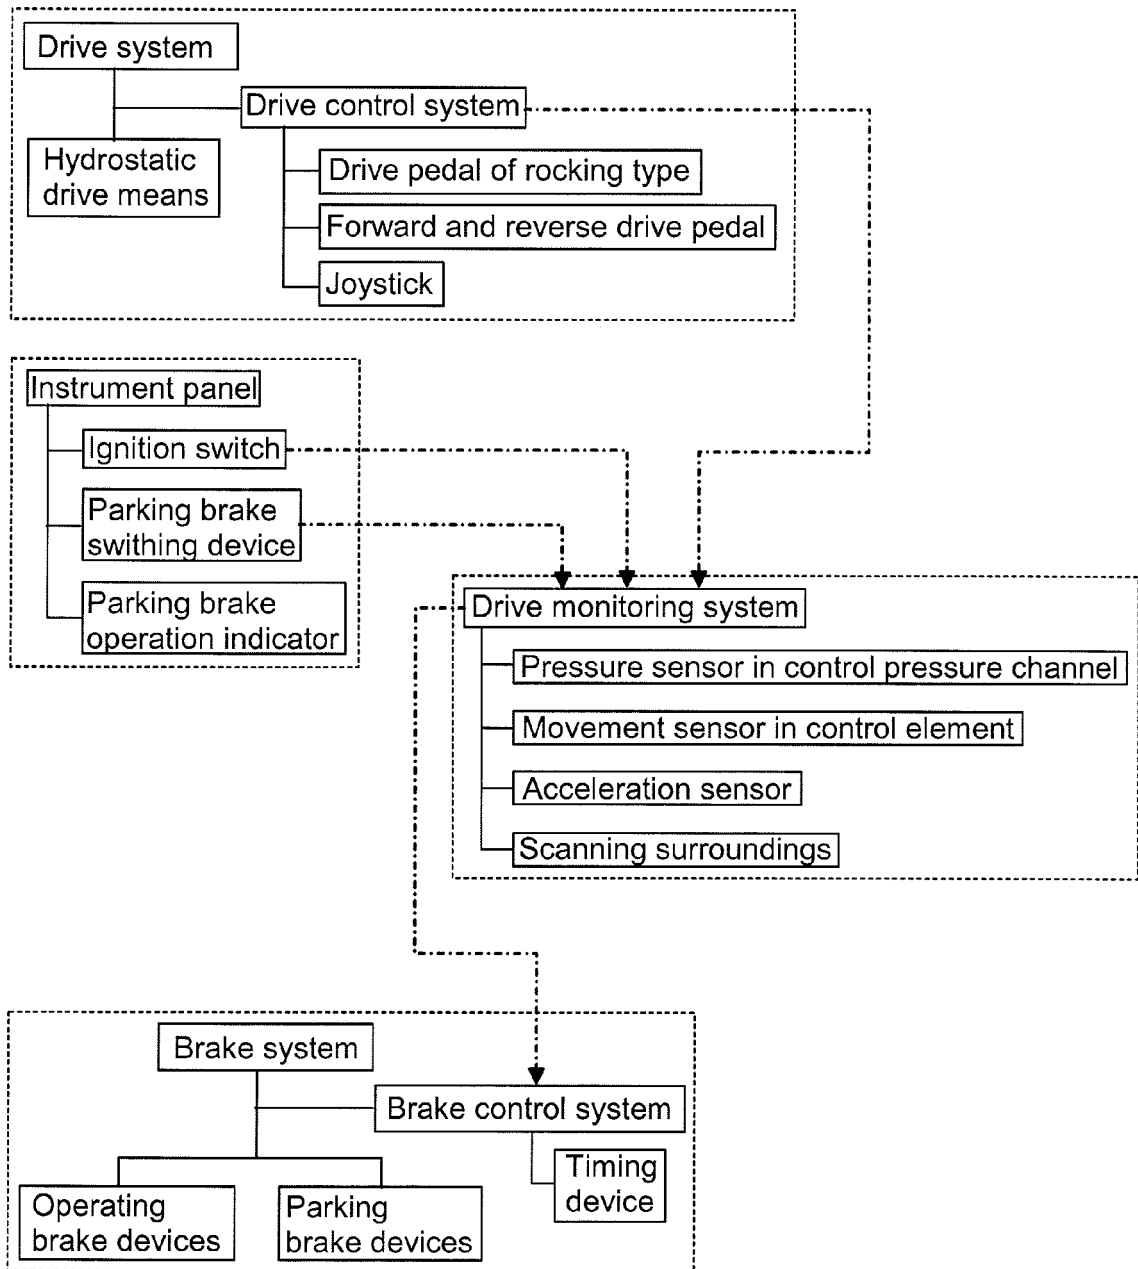 Drive system
Drive control system
Hydrostatic
drive means
Drive pedal of rocking type
Forward and reverse drive pedal
Joystick
Instrument panel
Ignition switch
Parking brake
swithing device
Parking brake
operation indicator
Drive monitoring system
Pressure sensor in control pressure channel
Movement sensor in control element
Acceleration sensor
Scanning surroundings
Brake system
Brake control system
Timing
device
Operating
brake devices
Parking
brake devices